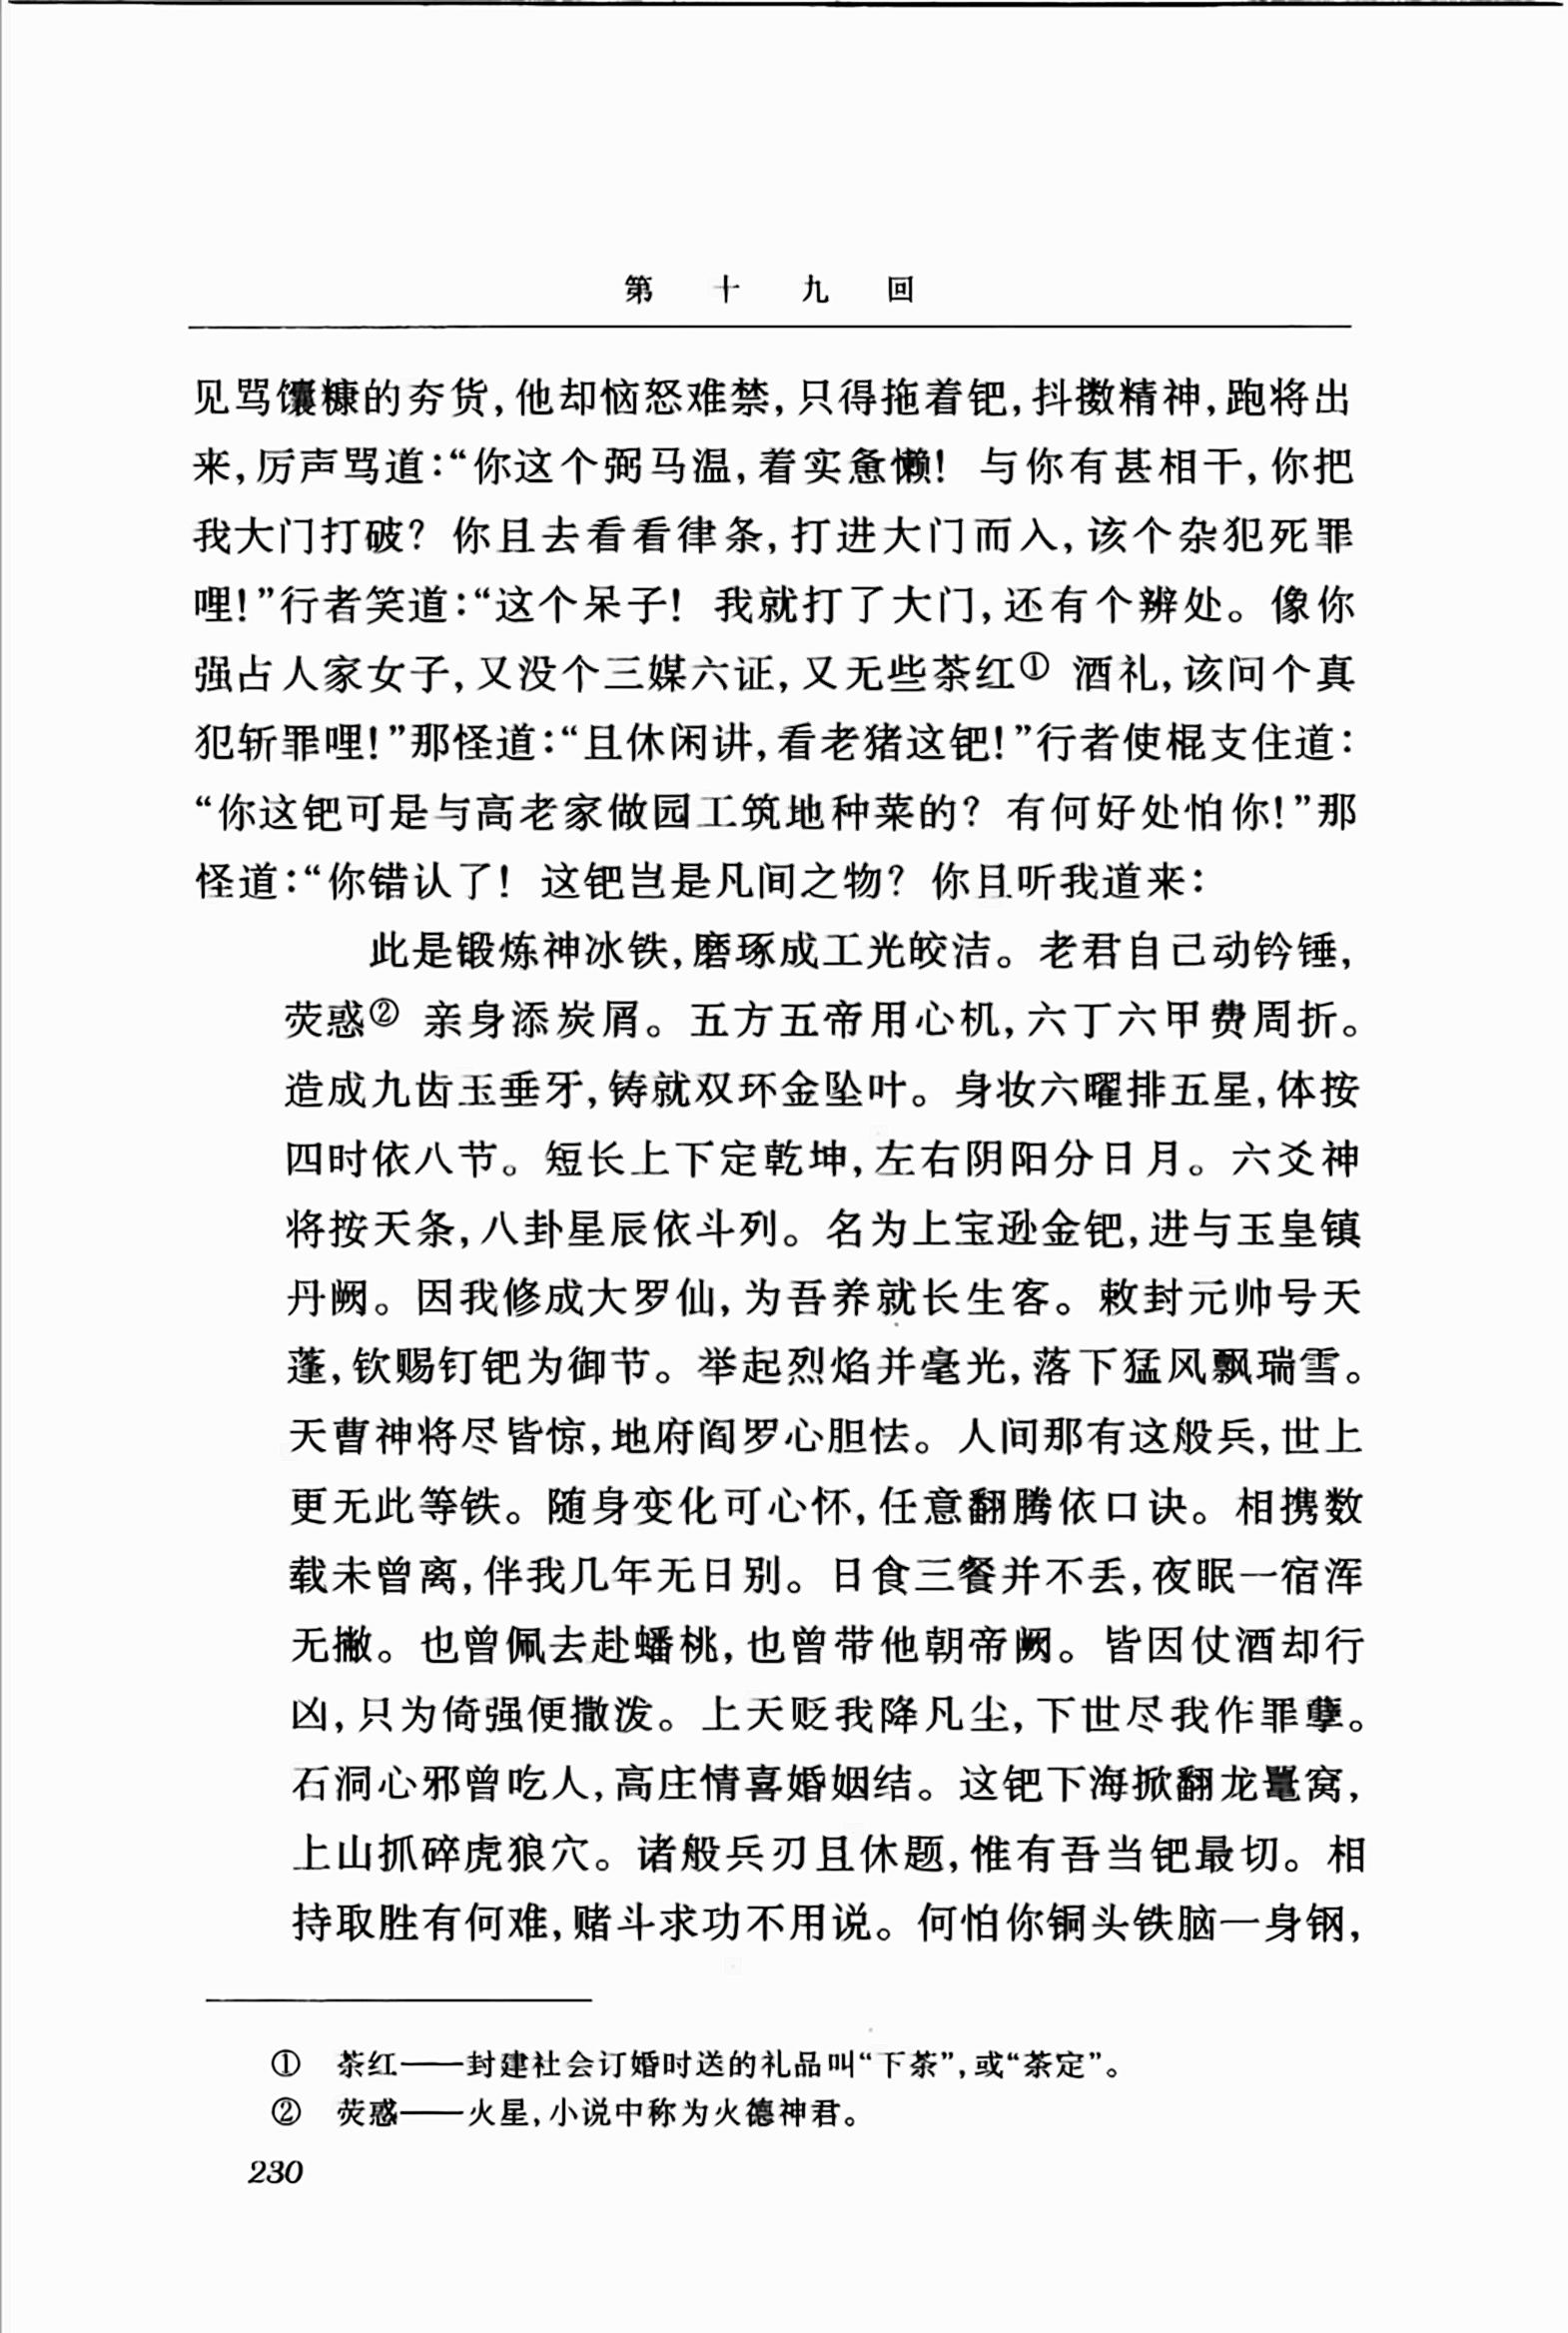 第十九回
见骂馕糠的夯货,他却恼怒难禁,只得拖着钯,抖擞精神,跑将出
来,厉声骂道:“你这个弼马温,着实惫懒! 与你有甚相干,你把
我大门打破? 你且去看看律条,打进大门而入,该个杂犯死罪
哩!”行者笑道:“这个呆子! 我就打了大门,还有个辨处。像你
强占人家女子,又没个三媒六证,又无些茶红① 酒礼,该问个真
犯斩罪哩!”那怪道:“且休闲讲,看老猪这钯!”行者使棍支住道:
“你这钯可是与高老家做园工筑地种菜的? 有何好处怕你!”那
怪道:“你错认了! 这钯岂是凡间之物? 你且听我道来:
此是锻炼神冰铁,磨琢成工光皎洁。老君自己动钤锤,
荧惑② 亲身添炭屑。五方五帝用心机,六丁六甲费周折。
造成九齿玉垂牙,铸就双环金坠叶。身妆六曜排五星,体按
四时依八节。短长上下定乾坤,左右阴阳分日月。六爻神
将按天条,八卦星辰依斗列。名为上宝逊金钯,进与玉皇镇
丹阙。因我修成大罗仙,为吾养就长生客。敕封元帅号天
蓬,钦赐钉钯为御节。举起烈焰并毫光,落下猛风飘瑞雪。
天曹神将尽皆惊,地府阎罗心胆怯。人间那有这般兵,世上
更无此等铁。随身变化可心怀,任意翻腾依口诀。相携数
载未曾离,伴我几年无日别。日食三餐并不丢,夜眠一宿浑
无撇。也曾佩去赴蟠桃,也曾带他朝帝阙。皆因仗酒却行
凶,只为倚强便撒泼。上天贬我降凡尘,下世尽我作罪孽。
石洞心邪曾吃人,高庄情喜婚姻结。这钯下海掀翻龙鼍窝,
上山抓碎虎狼穴。诸般兵刃且休题,惟有吾当钯最切。相
持取胜有何难,赌斗求功不用说。何怕你铜头铁脑一身钢,
① 茶红——封建社会订婚时送的礼品叫“下茶”,或“茶定”。
② 荧惑——火星,小说中称为火德神君。
230